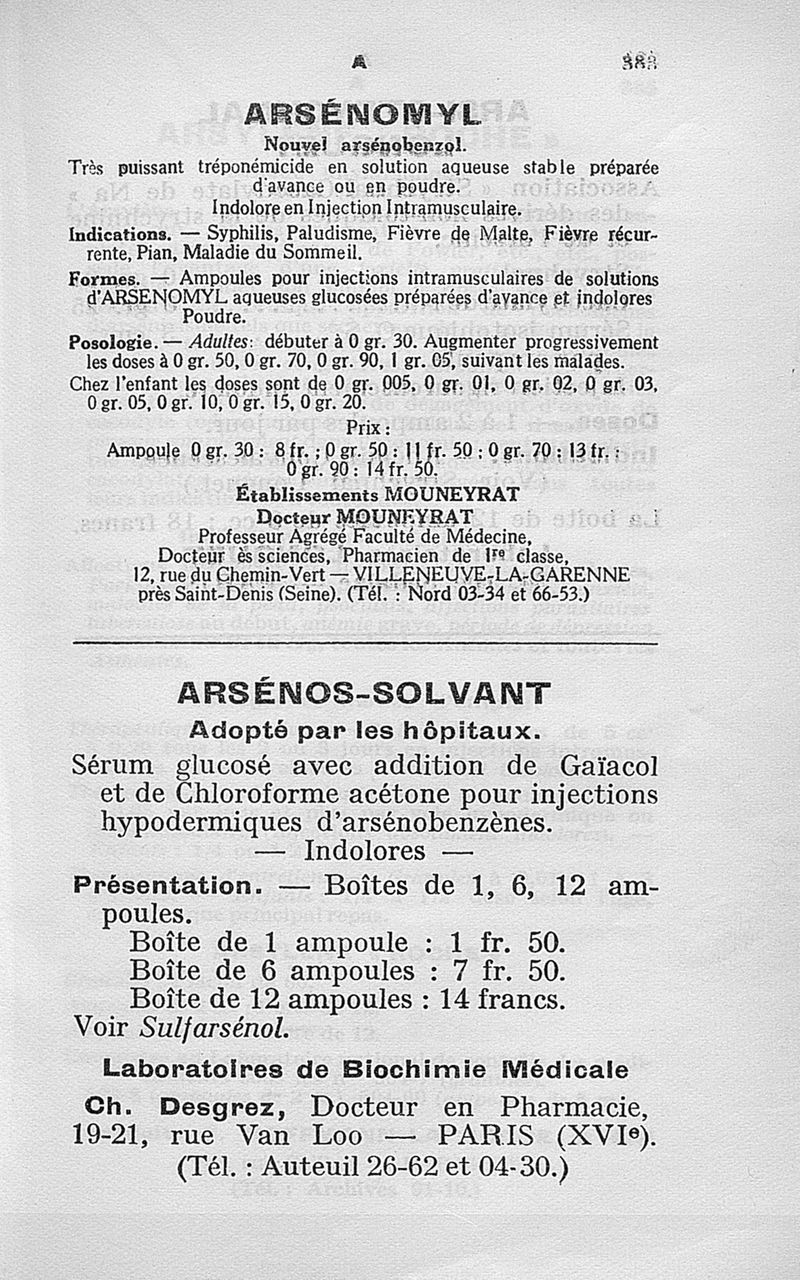 A
ARSÉNOMYL
Nouvel arsénobenzol.
Très puissant tréponémicide en solution aqueuse stable préparée
d'avance ou en poudre.
Indolore en Injection Intramusculaire.
Indications. — Syphilis, Paludisme, Fièvre de Malte, Fièvre récur-
rente, Pian, Maladie du Sommeil.
Formes. — Ampoules pour injections intramusculaires de solutions
d'ARSENOMYL aqueuses glucosées préparées d'avance et indolores
Poudre.
Posologie. — Adultes: débuter à 0 gr. 30. Augmenter progressivement
les doses à 0 gr. 50, 0 gr. 70, 0 gr. 90, 1 gr. 05, suivant les malades.
Chez l'enfant les doses sont de 0 gr. 005, 0 gr. 01, 0 gr. 02, 0 gr. 03,
0 gr. 05, 0 gr. 10, 0 gr. 15, 0 gr. 20.
Prix :
Ampoule 0 gr. 30 : 8 fr. ; 0 gr. 50 : 11 fr. 50 ; 0 gr. 70 : 13 fr. ;
0 gr. 90 : 14 fr. 50.
Établissements MOUNEYRAT
Docteur MOUNEYRAT
Professeur Agrégé Faculté de Médecine,
Docteur ès sciences, Pharmacien de 1re classe,
12, rue du Chemin-Vert — VILLENEUVE-LA-GARENNE
près Saint-Denis (Seine). (Tél. : Nord 03-34 et 66-53.)
ARSÉNOS-SOLVANT
Adopté par les hôpitaux.
Sérum glucosé avec addition de Gaïacol
et de Chloroforme acétone pour injections
hypodermiques d'arsénobenzènes.
— Indolores —
Présentation. — Boîtes de 1, 6, 12 am-
poules.
Boîte de 1 ampoule : 1 fr. 50.
Boîte de 6 ampoules : 7 fr. 50.
Boîte de 12 ampoules : 14 francs.
Voir Sulfarsénol.
Laboratoires de Biochimie Médicale
Ch. Desgrez, Docteur en Pharmacie,
19-21, rue Van Loo — PARIS (XVIe).
(Tél. : Auteuil 26-62 et 04-30.)